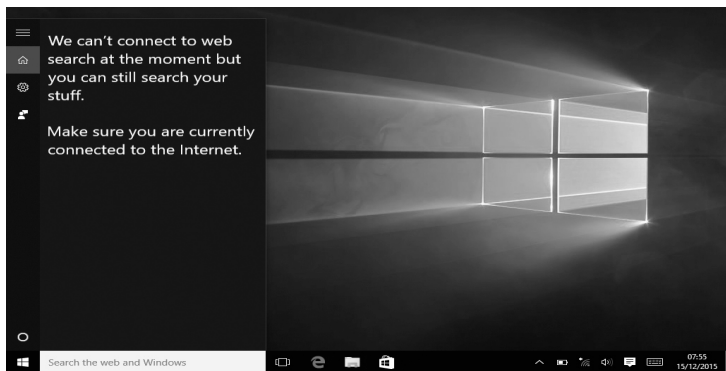 We can't connect to web
search at the moment but
you can still search your
stuff.
Make sure you are currently
connected to the Internet.
Search the web and Windows
07:55
15/12/2015